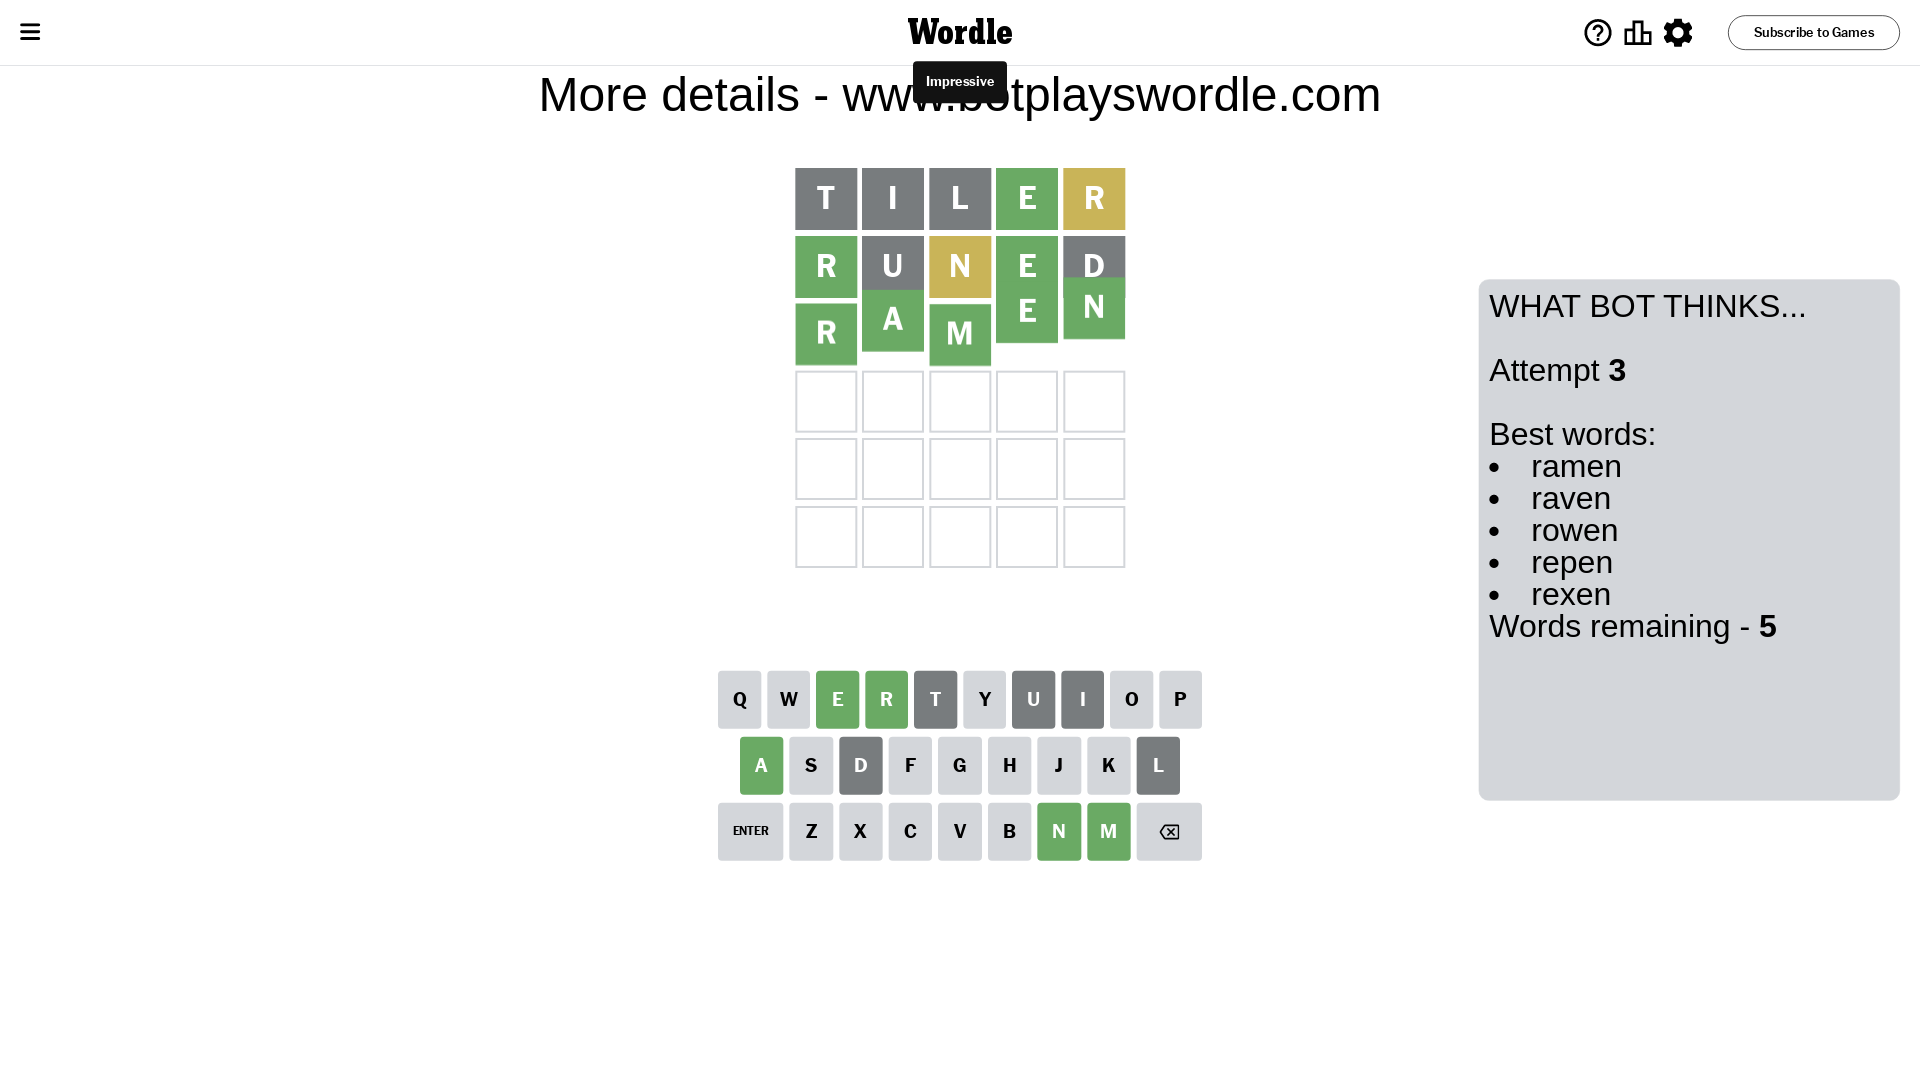 Wordle
Subscribe to Games
Impressive
More details - www.botplayswordle.com
T I L E R
R U N E D
R A M E N
WHAT BOT THINKS...
Attempt 3
Best words:
• ramen
• raven
• rowen
• repen
• rexen
Words remaining - 5
Q W E R T Y U I O P
A S D F G H J K L
ENTER Z X C V B N M